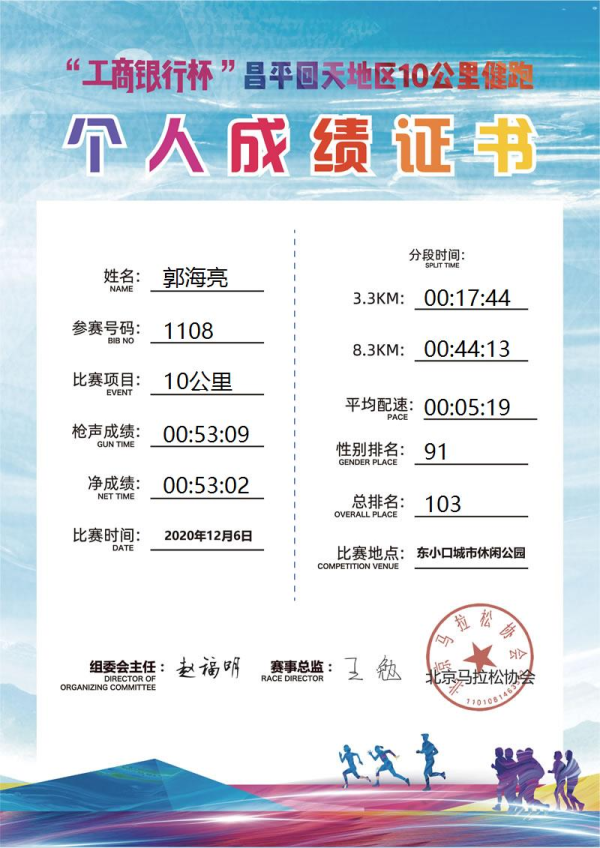 “工商银行杯”昌平回天地区10公里健跑
个人成绩证书
姓名： 郭海亮
NAME
参赛号码： 1108
BIB NO
比赛项目： 10公里
EVENT
枪声成绩： 00:53:09
GUN TIME
净成绩： 00:53:02
NET TIME
比赛时间： 2020年12月6日
DATE
分段时间：
SPLIT TIME
3.3KM： 00:17:44
8.3KM： 00:44:13
平均配速： 00:05:19
PACE
性别排名： 91
GENDER PLACE
总排名： 103
OVERALL PLACE
比赛地点： 东小口城市休闲公园
COMPETITION VENUE
组委会主任： 赵福明
DIRECTOR OF
ORGANIZING COMMITTEE
赛事总监： 王勉
RACE DIRECTOR
北京马拉松协会
北京马拉松协会